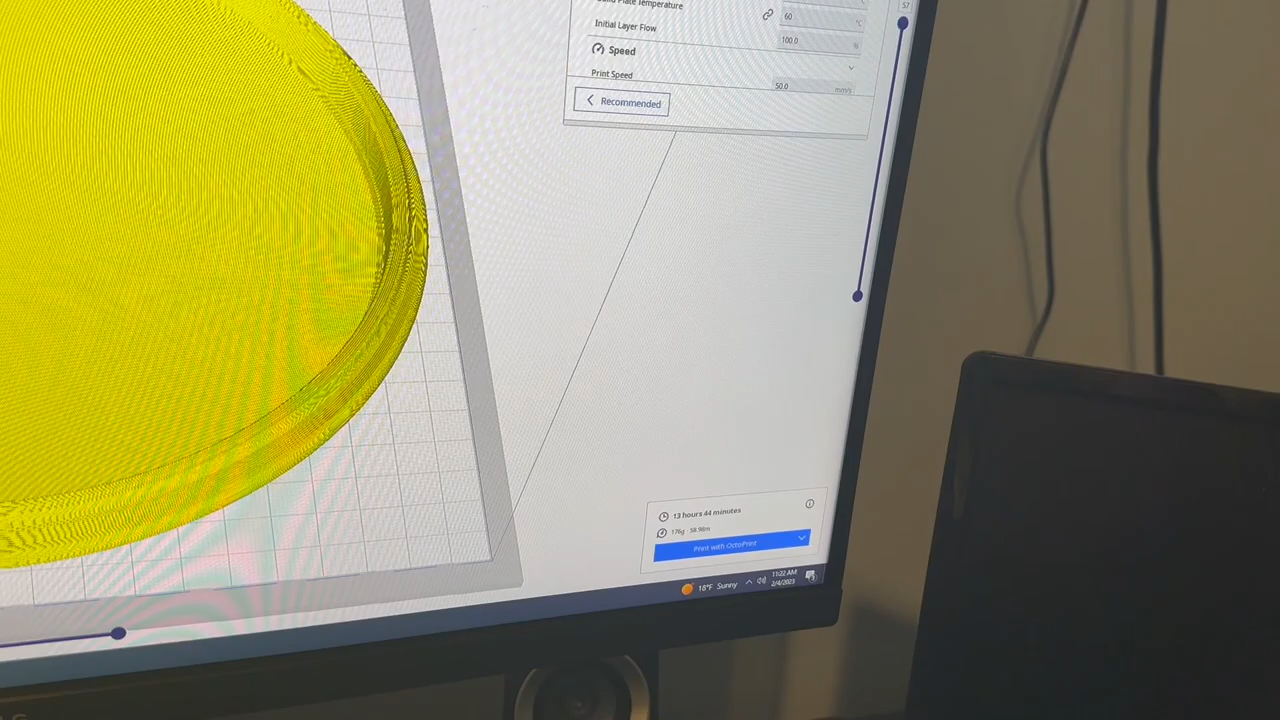 57
Plate Temperature
60
°C
Initial Layer Flow
100.0
%
Speed
Print Speed
50.0
mm/s
Recommended
13 hours 44 minutes
176g · 58.98m
Print with OctoPrint
18°F Sunny
11:22 AM
2/4/2023